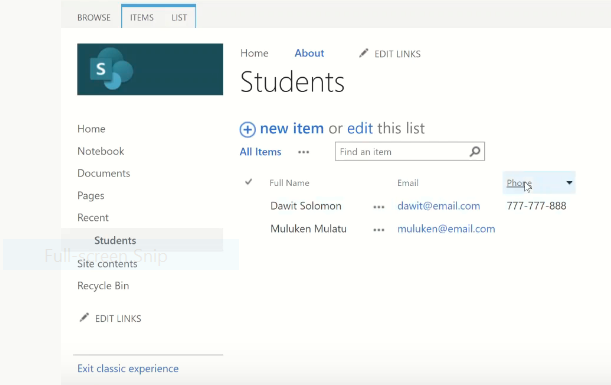 BROWSE ITEMS LIST
S
Home About EDIT LINKS
Students
new item or edit this list
All Items ••• Find an item
Full Name Email Phone
Dawit Solomon ••• dawit@email.com 777-777-888
Muluken Mulatu ••• muluken@email.com
Home
Notebook
Documents
Pages
Recent
Students
Full-screen Snip
Site contents
Recycle Bin
EDIT LINKS
Exit classic experience